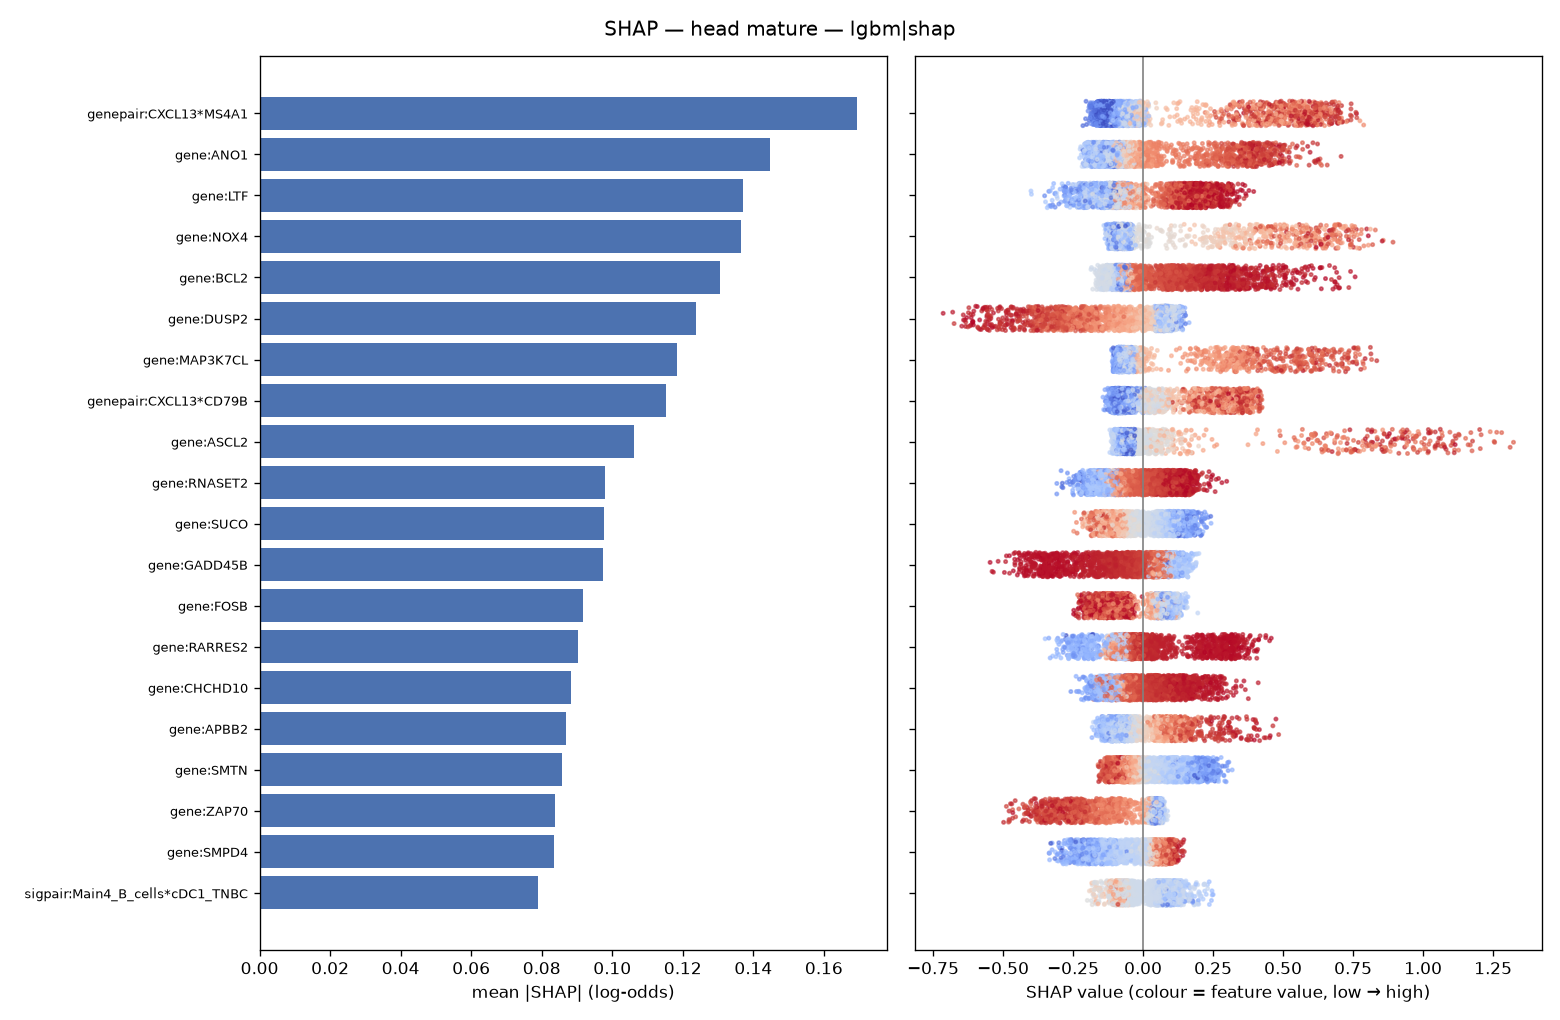 SHAP — head mature — lgbm|shap
genepair:CXCL13*MS4A1
gene:ANO1
gene:LTF
gene:NOX4
gene:BCL2
gene:DUSP2
gene:MAP3K7CL
genepair:CXCL13*CD79B
gene:ASCL2
gene:RNASET2
gene:SUCO
gene:GADD45B
gene:FOSB
gene:RARRES2
gene:CHCHD10
gene:APBB2
gene:SMTN
gene:ZAP70
gene:SMPD4
sigpair:Main4_B_cells*cDC1_TNBC
0.00 0.02 0.04 0.06 0.08 0.10 0.12 0.14 0.16
mean |SHAP| (log-odds)
−0.75 −0.50 −0.25 0.00 0.25 0.50 0.75 1.00 1.25
SHAP value (colour = feature value, low → high)